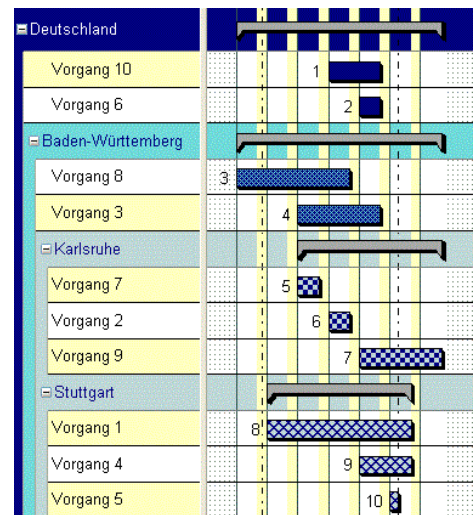 Deutschland
Vorgang 10 1
Vorgang 6 2
Baden-Württemberg
Vorgang 8 3
Vorgang 3 4
Karlsruhe
Vorgang 7 5
Vorgang 2 6
Vorgang 9 7
Stuttgart
Vorgang 1 8
Vorgang 4 9
Vorgang 5 10